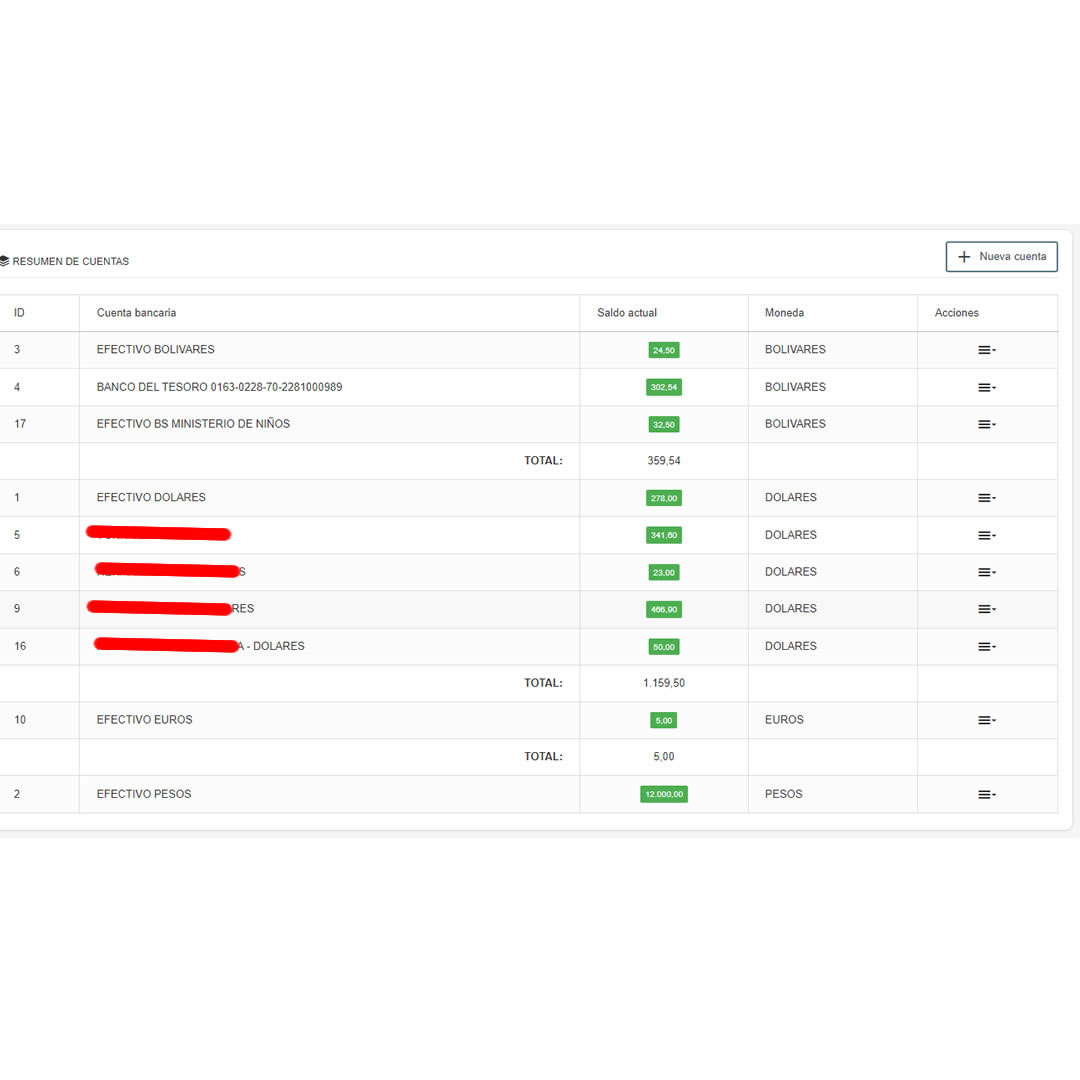 RESUMEN DE CUENTAS
+ Nueva cuenta
ID Cuenta bancaria Saldo actual Moneda Acciones
3 EFECTIVO BOLIVARES 24,50 BOLIVARES
4 BANCO DEL TESORO 0163-0228-70-2281000989 302,54 BOLIVARES
17 EFECTIVO BS MINISTERIO DE NIÑOS 32,50 BOLIVARES
TOTAL: 359,54
1 EFECTIVO DOLARES 278,00 DOLARES
5 341,60 DOLARES
6 S 23,00 DOLARES
9 RES 466,90 DOLARES
16 A - DOLARES 50,00 DOLARES
TOTAL: 1.159,50
10 EFECTIVO EUROS 5,00 EUROS
TOTAL: 5,00
2 EFECTIVO PESOS 12.000,00 PESOS